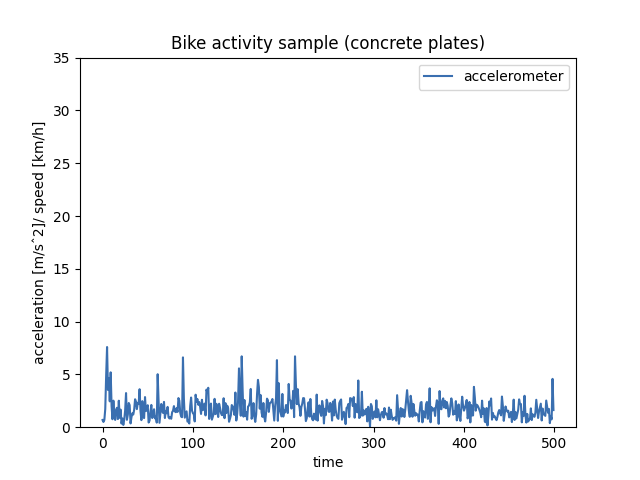 Bike activity sample (concrete plates)
accelerometer
35
30
25
20
15
10
5
0
acceleration [m/sˆ2]/ speed [km/h]
0 100 200 300 400 500
time